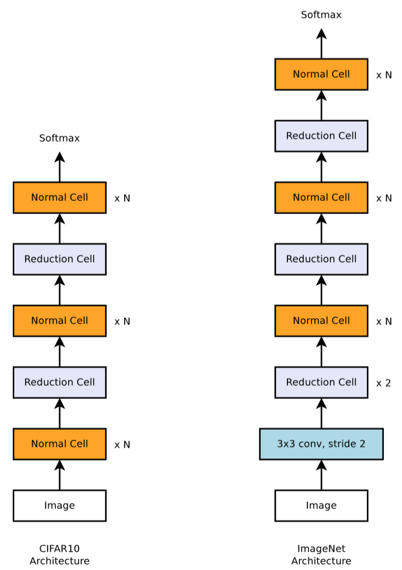 Softmax
Normal Cell
x N
Reduction Cell
Normal Cell
x N
Reduction Cell
Normal Cell
x N
Image
CIFAR10
Architecture
Softmax
Normal Cell
x N
Reduction Cell
Normal Cell
x N
Reduction Cell
Normal Cell
x N
Reduction Cell
x 2
3x3 conv, stride 2
Image
ImageNet
Architecture